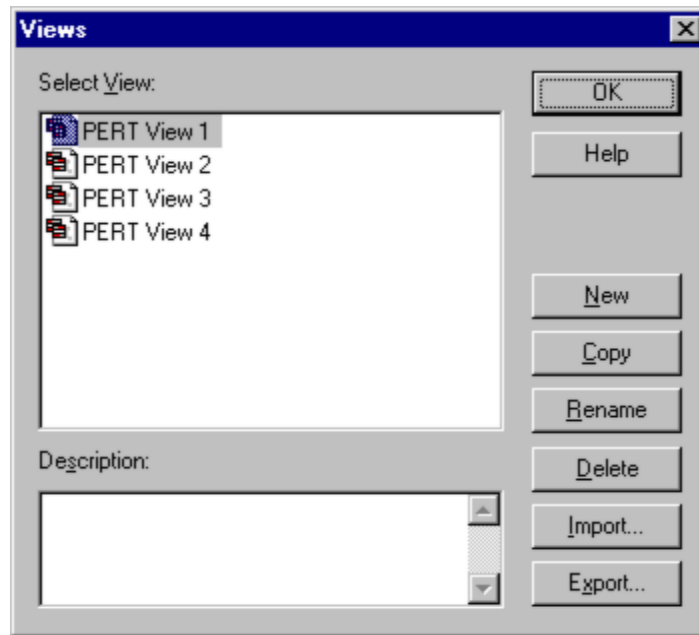 Views
Select View:
PERT View 1
PERT View 2
PERT View 3
PERT View 4
Description:
OK
Help
New
Copy
Rename
Delete
Import...
Export...